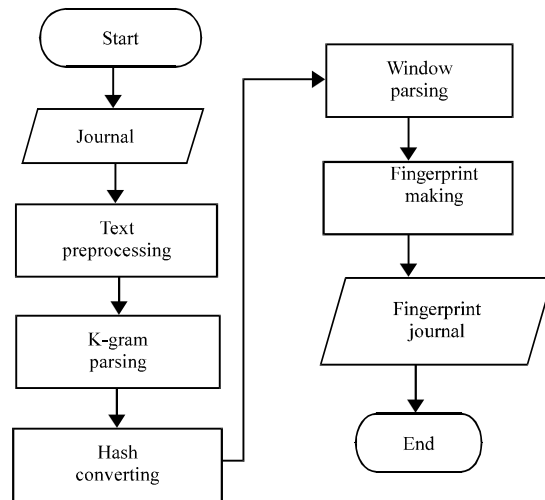 Start
Journal
Text
preprocessing
K-gram
parsing
Hash
converting
Window
parsing
Fingerprint
making
Fingerprint
journal
End